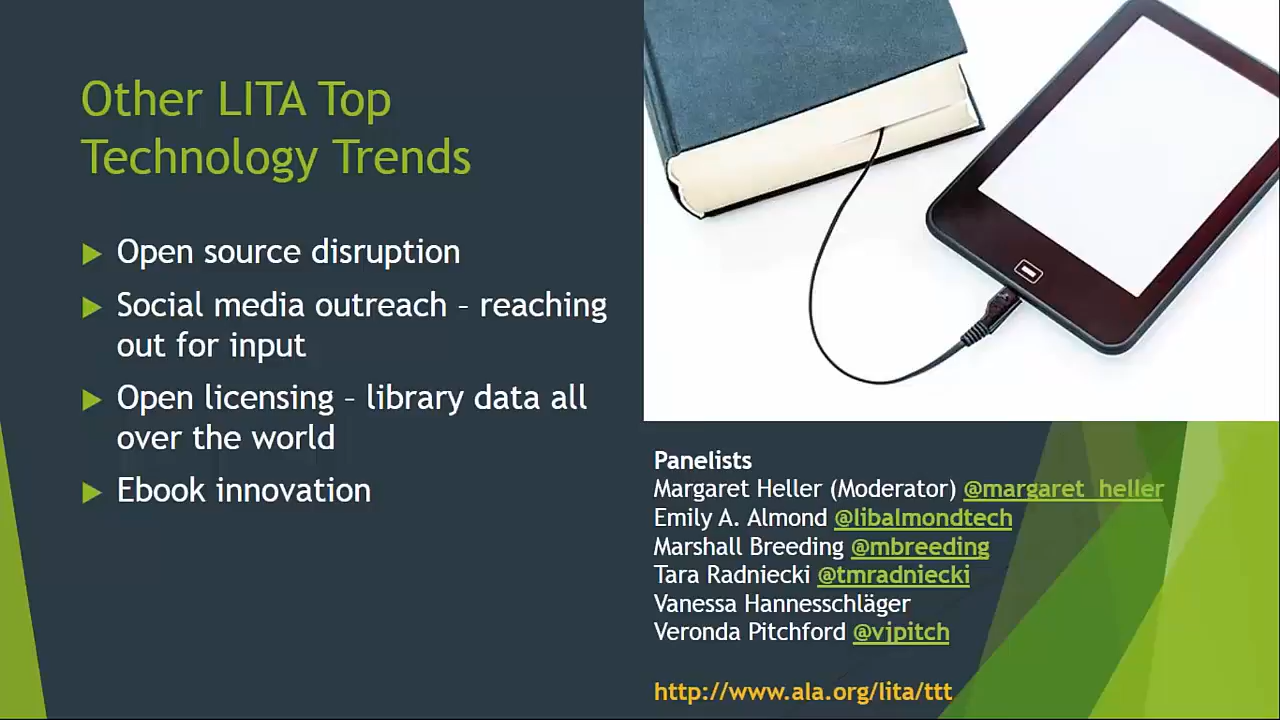 Other LITA Top
Technology Trends
Open source disruption
Social media outreach – reaching
out for input
Open licensing – library data all
over the world
Ebook innovation
Panelists
Margaret Heller (Moderator) @margaret_heller
Emily A. Almond @libalmondtech
Marshall Breeding @mbreeding
Tara Radniecki @tmradniecki
Vanessa Hannesschläger
Veronda Pitchford @vjpitch
http://www.ala.org/lita/ttt